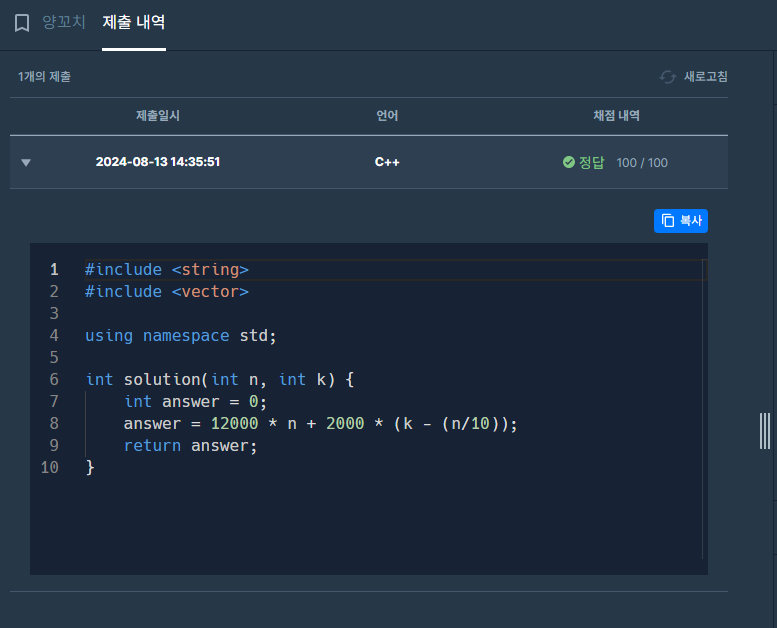 양꼬치 제출 내역
1개의 제출 새로고침
제출일시 언어 채점 내역
2024-08-13 14:35:51 C++ 정답 100 / 100
복사
1 #include <string>
2 #include <vector>
3
4 using namespace std;
5
6 int solution(int n, int k) {
7     int answer = 0;
8     answer = 12000 * n + 2000 * (k - (n/10));
9     return answer;
10 }